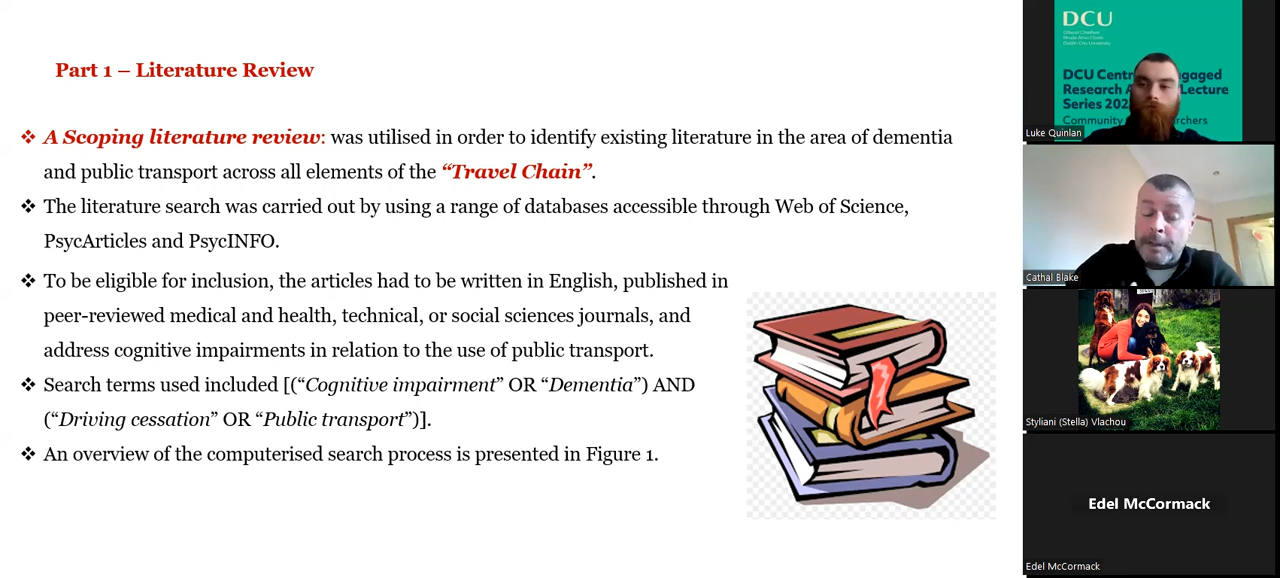 Part 1 – Literature Review
❖ A Scoping literature review: was utilised in order to identify existing literature in the area of dementia
and public transport across all elements of the “Travel Chain”.
❖ The literature search was carried out by using a range of databases accessible through Web of Science,
PsycArticles and PsycINFO.
❖ To be eligible for inclusion, the articles had to be written in English, published in
peer-reviewed medical and health, technical, or social sciences journals, and
address cognitive impairments in relation to the use of public transport.
❖ Search terms used included [(“Cognitive impairment” OR “Dementia”) AND
(“Driving cessation” OR “Public transport”)].
❖ An overview of the computerised search process is presented in Figure 1.
DCU
DCU
Research Lecture
Series
Community
Luke Quinlan
Cathal Blake
Styliani (Stella) Vlachou
Edel McCormack
Edel McCormack